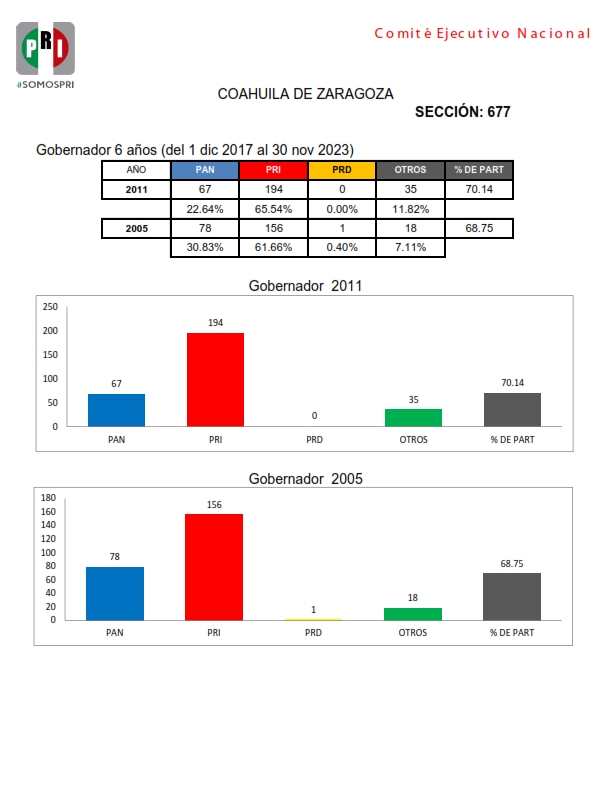 Comité Ejecutivo Nacional
PRI
#SOMOSPRI
COAHUILA DE ZARAGOZA
SECCIÓN: 677
Gobernador 6 años (del 1 dic 2017 al 30 nov 2023)
AÑO PAN PRI PRD OTROS % DE PART
2011 67 194 0 35 70.14
22.64% 65.54% 0.00% 11.82%
2005 78 156 1 18 68.75
30.83% 61.66% 0.40% 7.11%
Gobernador 2011
250
200
150
100
50
0
67
194
0
35
70.14
PAN PRI PRD OTROS % DE PART
Gobernador 2005
180
160
140
120
100
80
60
40
20
0
78
156
1
18
68.75
PAN PRI PRD OTROS % DE PART